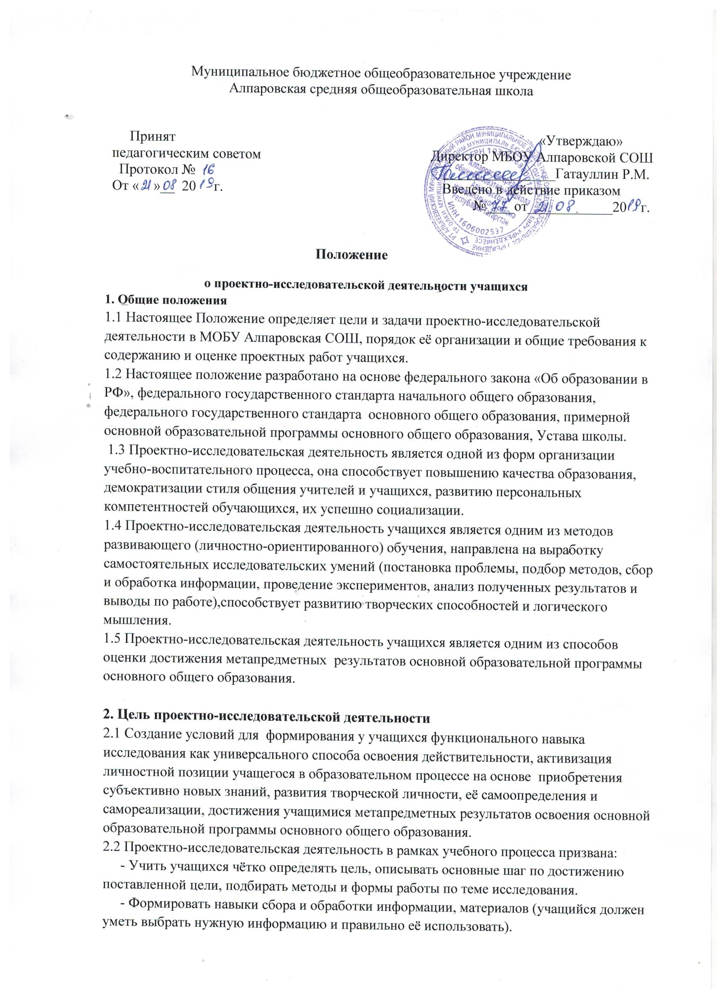 Муниципальное бюджетное общеобразовательное учреждение
Алпаровская средняя общеобразовательная школа
Принят
педагогическим советом
Протокол № 16
От «21» 08 2019г.
«Утверждаю»
Директор МБОУ Алпаровской СОШ
Гатауллин Р.М.
Введено в действие приказом
№ 77 от 21 08. 2019г.
ИНН 1606002537
Положение
о проектно-исследовательской деятельности учащихся
1. Общие положения
1.1 Настоящее Положение определяет цели и задачи проектно-исследовательской
деятельности в МОБУ Алпаровская СОШ, порядок её организации и общие требования к
содержанию и оценке проектных работ учащихся.
1.2 Настоящее положение разработано на основе федерального закона «Об образовании в
РФ», федерального государственного стандарта начального общего образования,
федерального государственного стандарта основного общего образования, примерной
основной образовательной программы основного общего образования, Устава школы.
1.3 Проектно-исследовательская деятельность является одной из форм организации
учебно-воспитательного процесса, она способствует повышению качества образования,
демократизации стиля общения учителей и учащихся, развитию персональных
компетентностей обучающихся, их успешно социализации.
1.4 Проектно-исследовательская деятельность учащихся является одним из методов
развивающего (личностно-ориентированного) обучения, направлена на выработку
самостоятельных исследовательских умений (постановка проблемы, подбор методов, сбор
и обработка информации, проведение экспериментов, анализ полученных результатов и
выводы по работе),способствует развитию творческих способностей и логического
мышления.
1.5 Проектно-исследовательская деятельность учащихся является одним из способов
оценки достижения метапредметных результатов основной образовательной программы
основного общего образования.
2. Цель проектно-исследовательской деятельности
2.1 Создание условий для формирования у учащихся функционального навыка
исследования как универсального способа освоения действительности, активизация
личностной позиции учащегося в образовательном процессе на основе приобретения
субъективно новых знаний, развития творческой личности, её самоопределения и
самореализации, достижения учащимися метапредметных результатов освоения основной
образовательной программы основного общего образования.
2.2 Проектно-исследовательская деятельность в рамках учебного процесса призвана:
- Учить учащихся чётко определять цель, описывать основные шаг по достижению
поставленной цели, подбирать методы и формы работы по теме исследования.
- Формировать навыки сбора и обработки информации, материалов (учащийся должен
уметь выбрать нужную информацию и правильно её использовать).